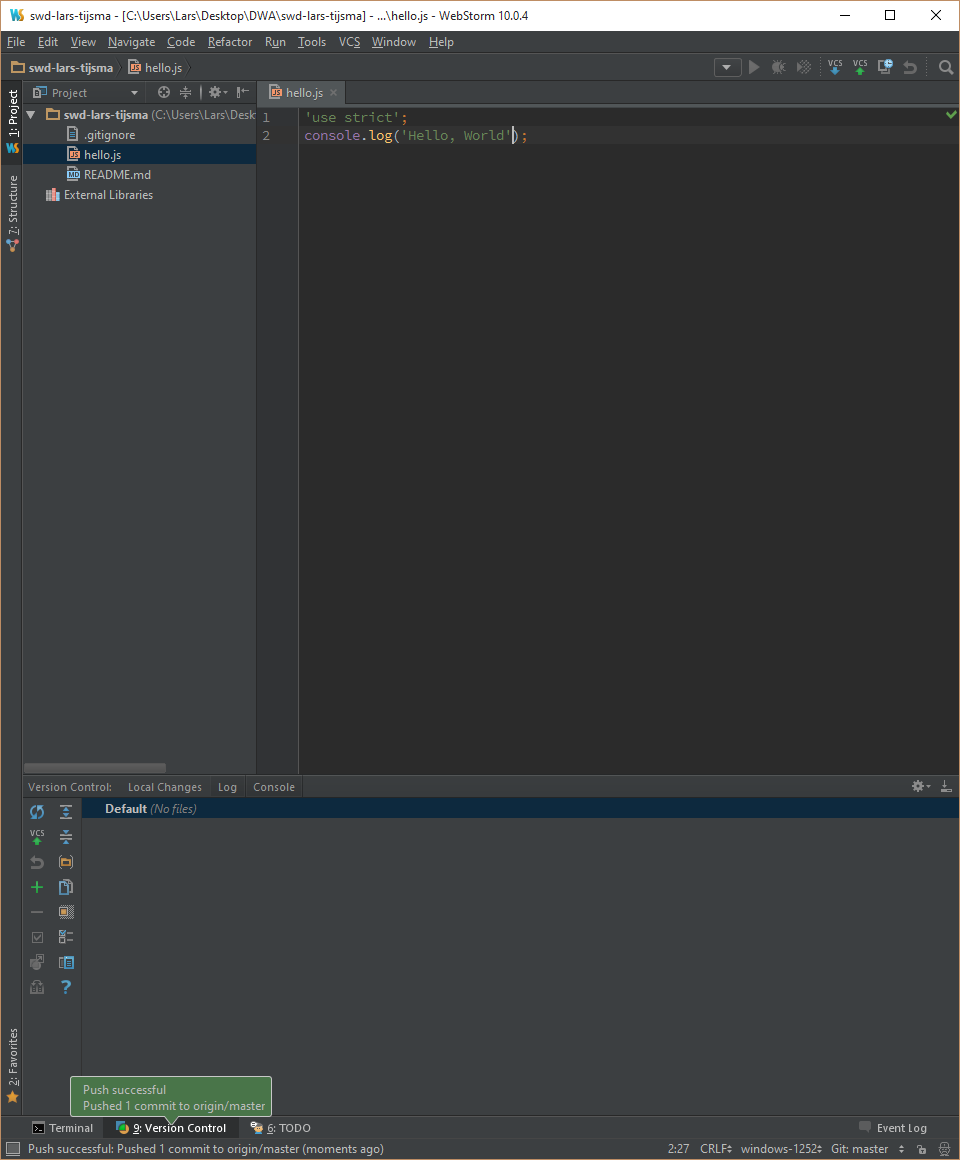 WS swd-lars-tijsma - [C:\Users\Lars\Desktop\DWA\swd-lars-tijsma] - ...\hello.js - WebStorm 10.0.4
File Edit View Navigate Code Refactor Run Tools VCS Window Help
swd-lars-tijsma JS hello.js VCS VCS
1: Project
7: Structure
2: Favorites
Project
swd-lars-tijsma (C:\Users\Lars\Desk
.gitignore
JS hello.js
MD README.md
External Libraries
JS hello.js
1 'use strict';
2 console.log('Hello, World');
Version Control: Local Changes Log Console
Default (No files)
VCS
?
Push successful
Pushed 1 commit to origin/master
Terminal 9: Version Control 6: TODO Event Log
Push successful: Pushed 1 commit to origin/master (moments ago) 2:27 CRLF windows-1252 Git: master